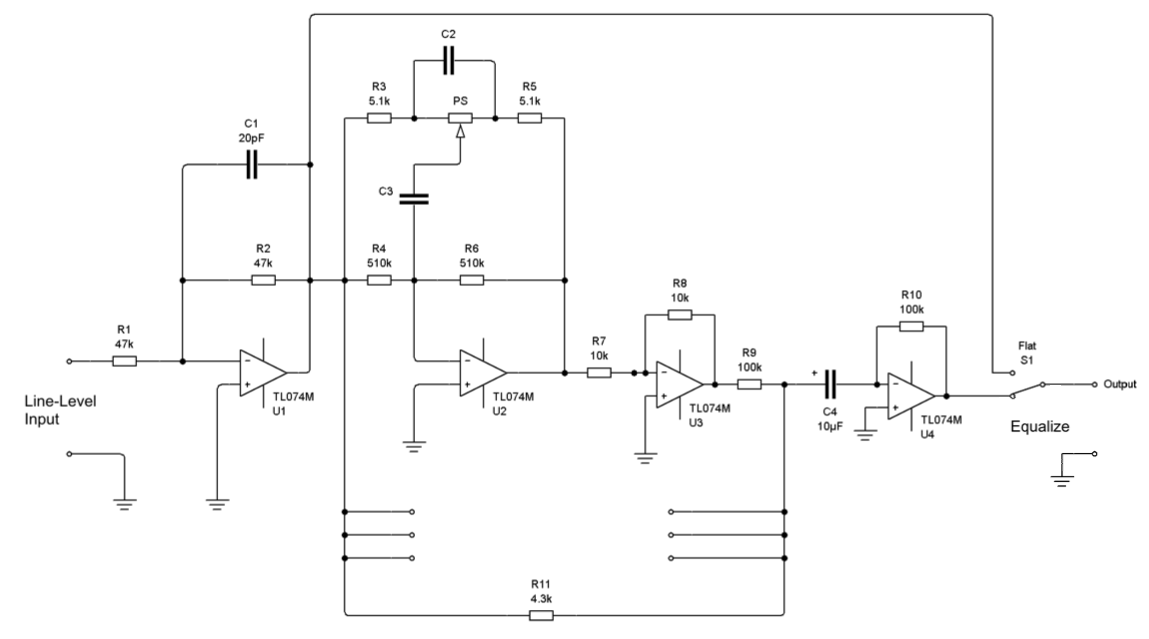 C2
R3
5.1k
PS
R5
5.1k
C1
20pF
C3
R2
47k
R4
510k
R6
510k
R8
10k
R10
100k
R1
47k
R7
10k
R9
100k
Flat
S1
-
+
-
+
-
+
+
-
+
Output
Line-Level
Input
TL074M
U1
TL074M
U2
TL074M
U3
C4
10µF
TL074M
U4
Equalize
R11
4.3k